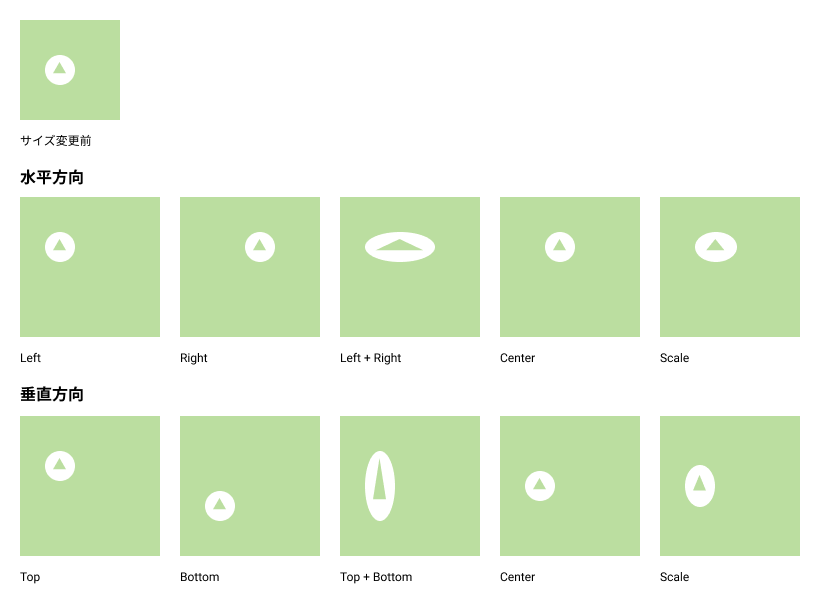 サイズ変更前
水平方向
Left
Right
Left + Right
Center
Scale
垂直方向
Top
Bottom
Top + Bottom
Center
Scale